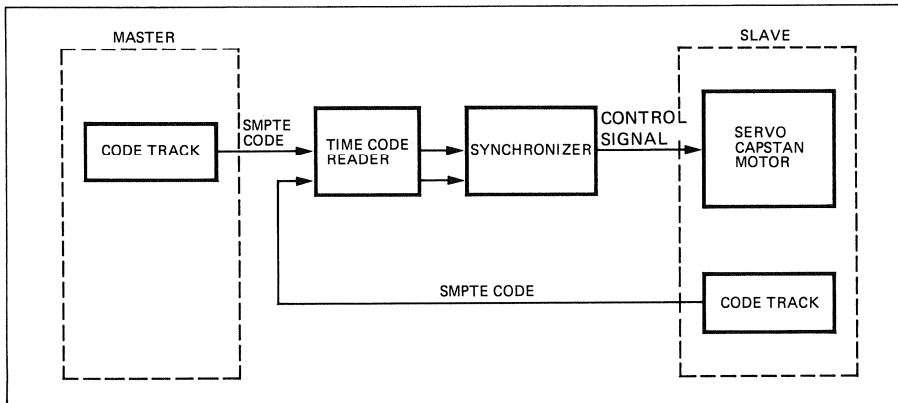 MASTER
SLAVE
CODE TRACK
SMPTE
CODE
TIME CODE
READER
SYNCHRONIZER
CONTROL
SIGNAL
SERVO
CAPSTAN
MOTOR
SMPTE CODE
CODE TRACK